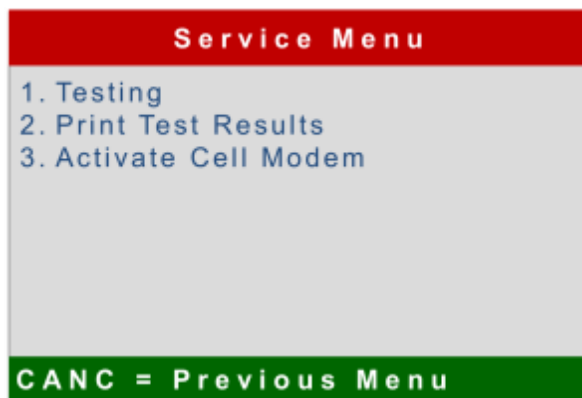 Service Menu
1. Testing
2. Print Test Results
3. Activate Cell Modem
CANC = Previous Menu